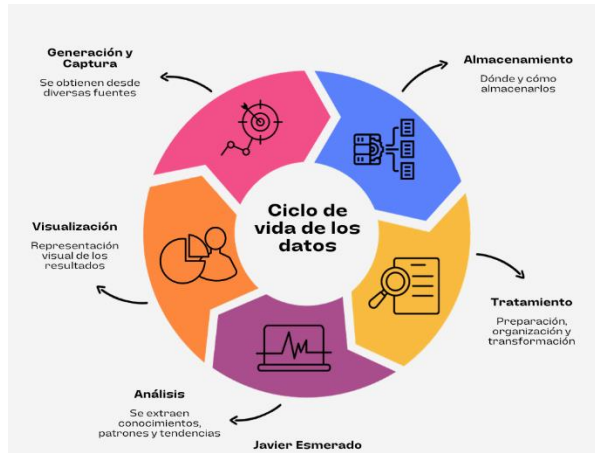 Generación y
Captura
Se obtienen desde
diversas fuentes
Almacenamiento
Dónde y cómo
almacenarlos
Ciclo de
vida de los
datos
Visualización
Representación
visual de los
resultados
Tratamiento
Preparación,
organización y
transformación
Análisis
Se extraen
conocimientos,
patrones y tendencias
Javier Esmerado